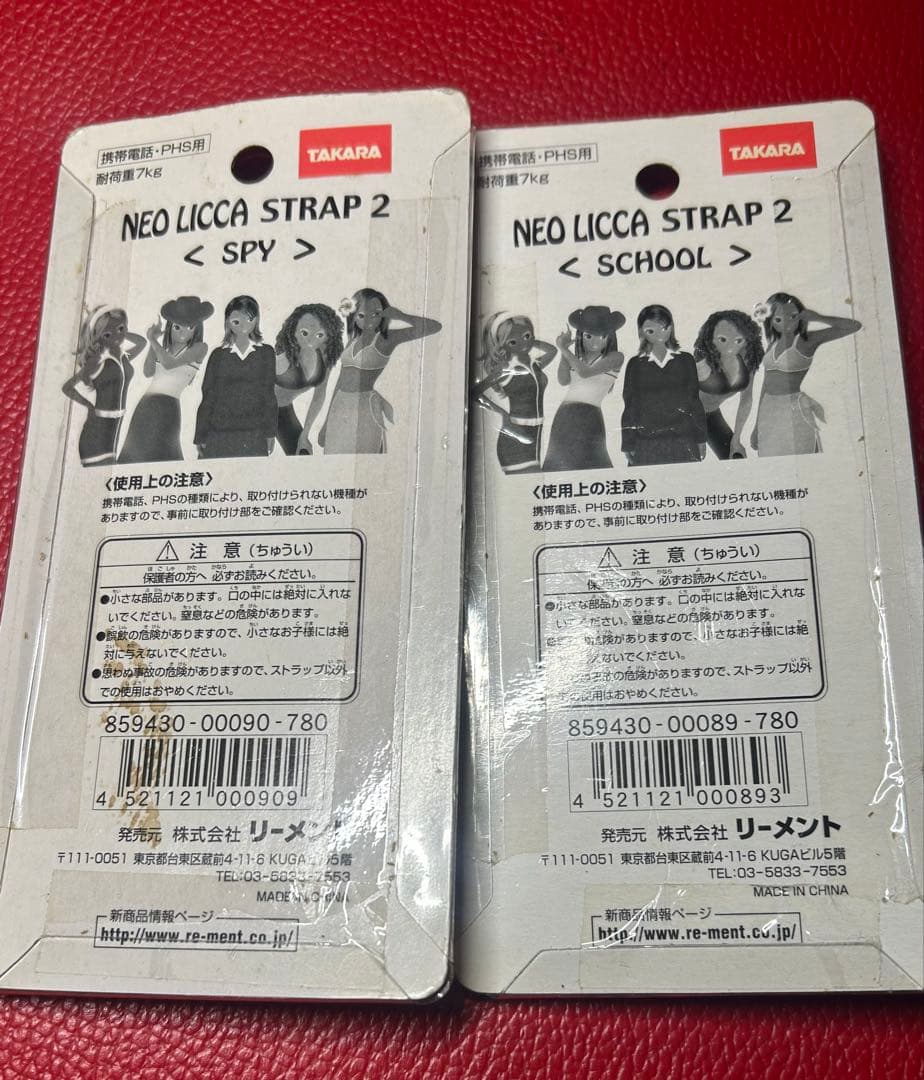 携帯電話・PHS用
耐荷重7kg
TAKARA
NEO LICCA STRAP 2
< SPY >
〈使用上の注意〉
携帯電話、PHSの種類により、取り付けられない機種が
ありますので、事前に取り付け部をご確認ください。
⚠ 注 意 (ちゅうい)
保護者の方へ 必ずお読みください。
●小さな部品があります。口の中には絶対に入れな
いでください。窒息などの危険があります。
●誤飲の危険がありますので、小さなお子様には絶
対に与えないでください。
●思わぬ事故の危険がありますので、ストラップ以外
での使用はおやめください。
859430-00090-780
4 521121 000909
発売元 株式会社 リーメント
〒111-0051 東京都台東区蔵前4-11-6 KUGAビル5階
TEL:03-5833-7553
MADE IN CHINA
新商品情報ページ
http://www.re-ment.co.jp/
携帯電話・PHS用
耐荷重7kg
TAKARA
NEO LICCA STRAP 2
< SCHOOL >
〈使用上の注意〉
携帯電話、PHSの種類により、取り付けられない機種が
ありますので、事前に取り付け部をご確認ください。
⚠ 注 意 (ちゅうい)
保護者の方へ 必ずお読みください。
●小さな部品があります。口の中には絶対に入れな
いでください。窒息などの危険があります。
危険がありますので、小さなお子様には絶
えないでください。
事故の危険がありますので、ストラップ以外
での使用はおやめください。
859430-00089-780
4 521121 000893
発売元 株式会社 リーメント
〒111-0051 東京都台東区蔵前4-11-6 KUGAビル5階
TEL:03-5833-7553
MADE IN CHINA
新商品情報ページ
http://www.re-ment.co.jp/